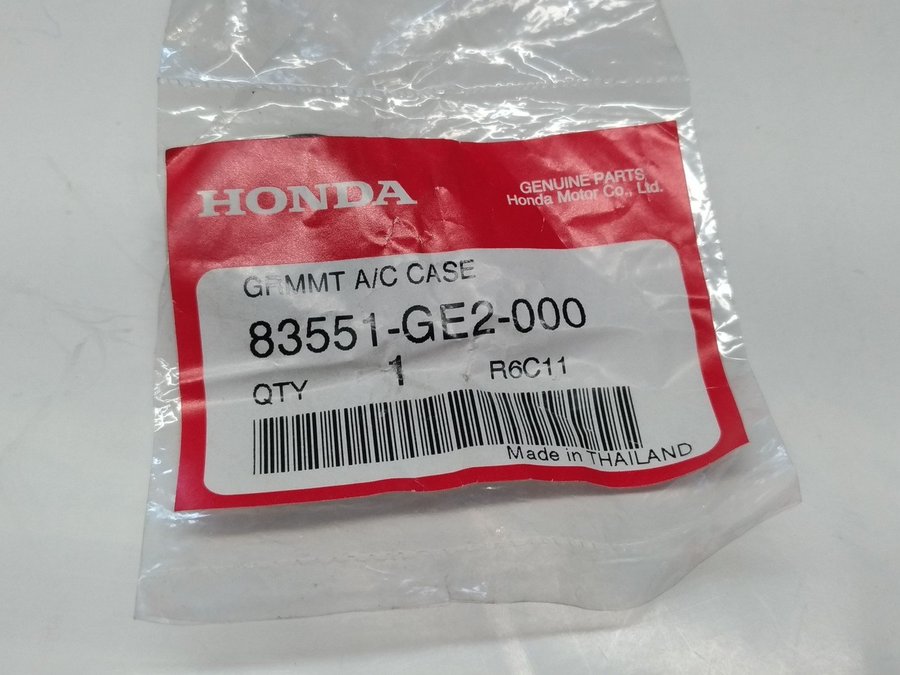 HONDA
GENUINE PARTS
Honda Motor Co., Ltd.
GRMMT A/C CASE
83551-GE2-000
QTY 1 R6C11
Made in THAILAND